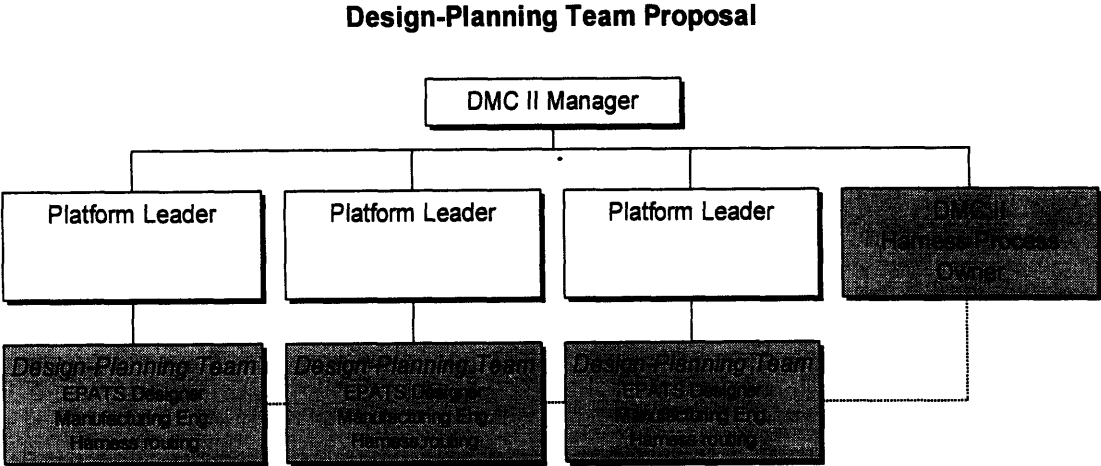 Design-Planning Team Proposal
DMC II Manager
Platform Leader
Platform Leader
Platform Leader
DMC II
Harness Process
Owner
Design-Planning Team
EPATS Designer
Manufacturing Eng.
Harness routing
Design-Planning Team
EPATS Designer
Manufacturing Eng.
Harness routing
Design-Planning Team
EPATS Designer
Manufacturing Eng.
Harness routing